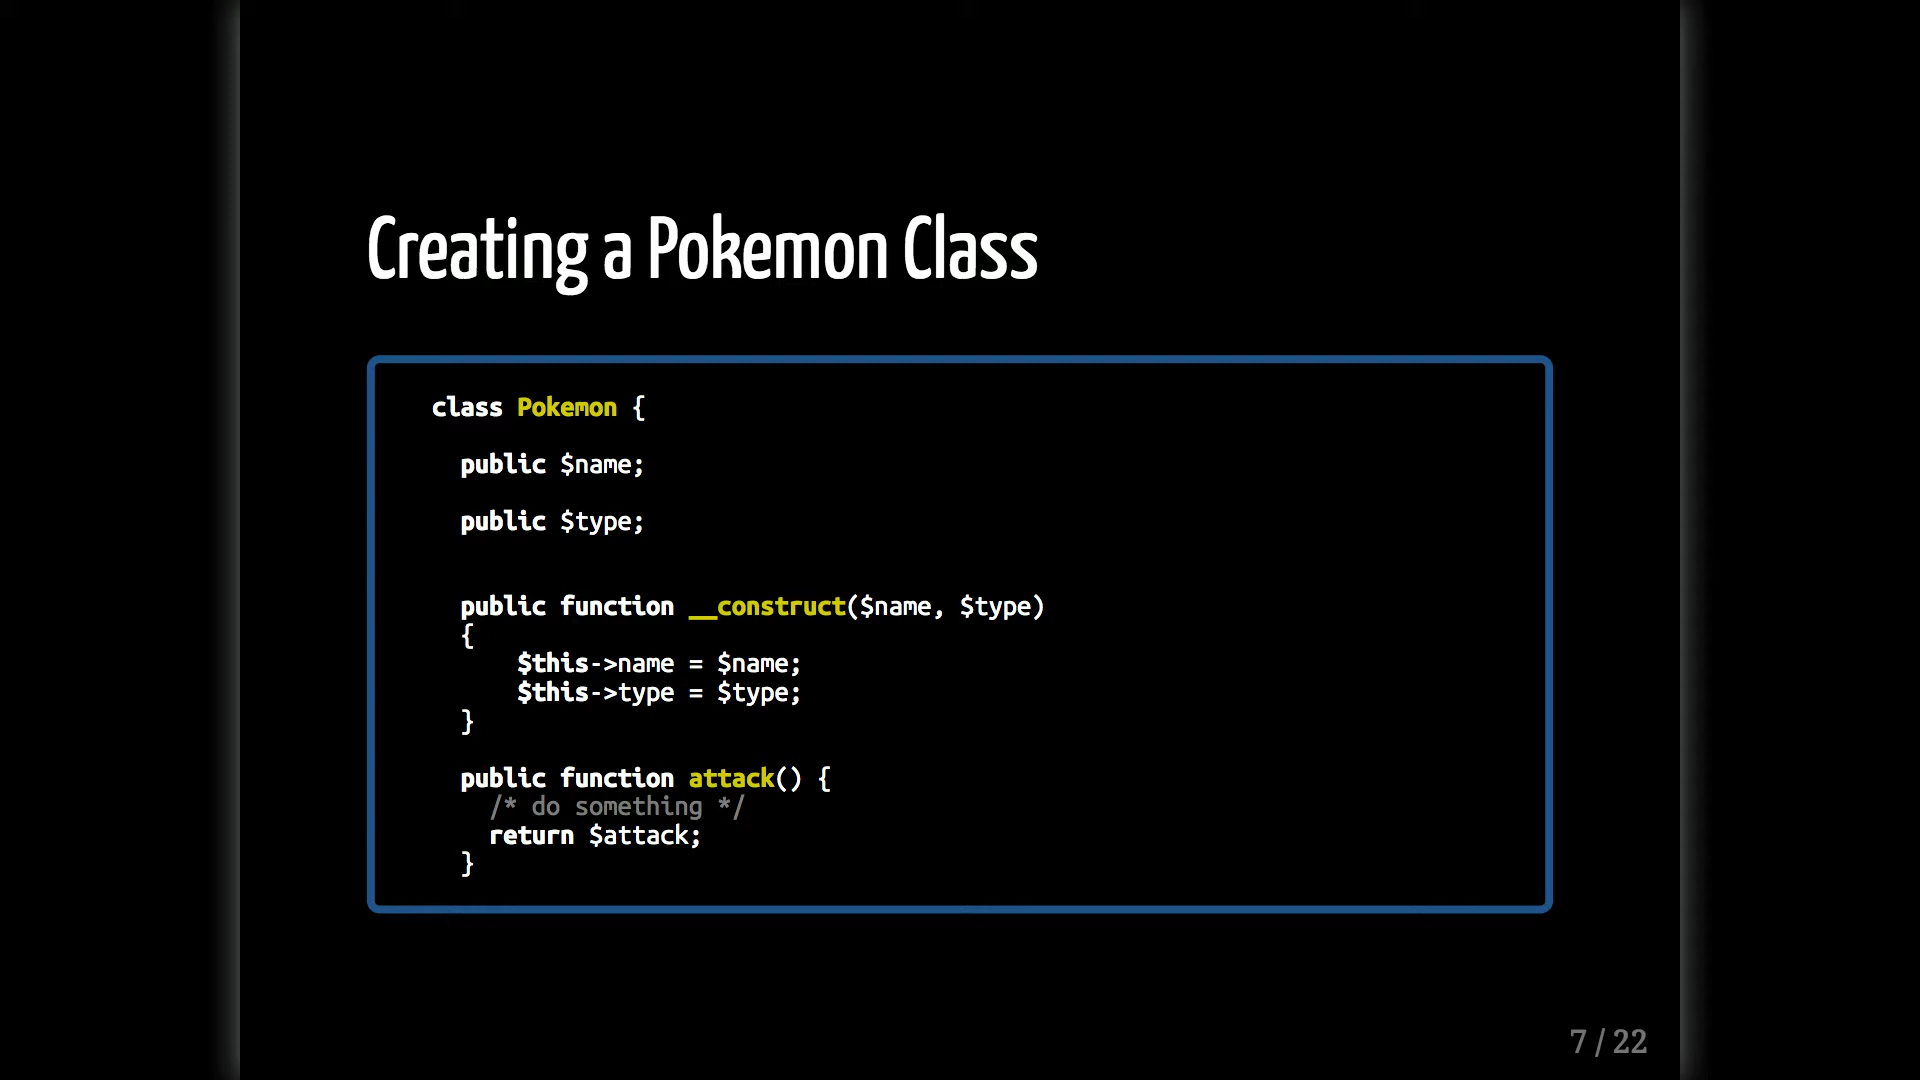 Creating a Pokemon Class
class Pokemon {
public $name;
public $type;
public function __construct($name, $type)
{
$this->name = $name;
$this->type = $type;
}
public function attack() {
/* do something */
return $attack;
}
7 / 22